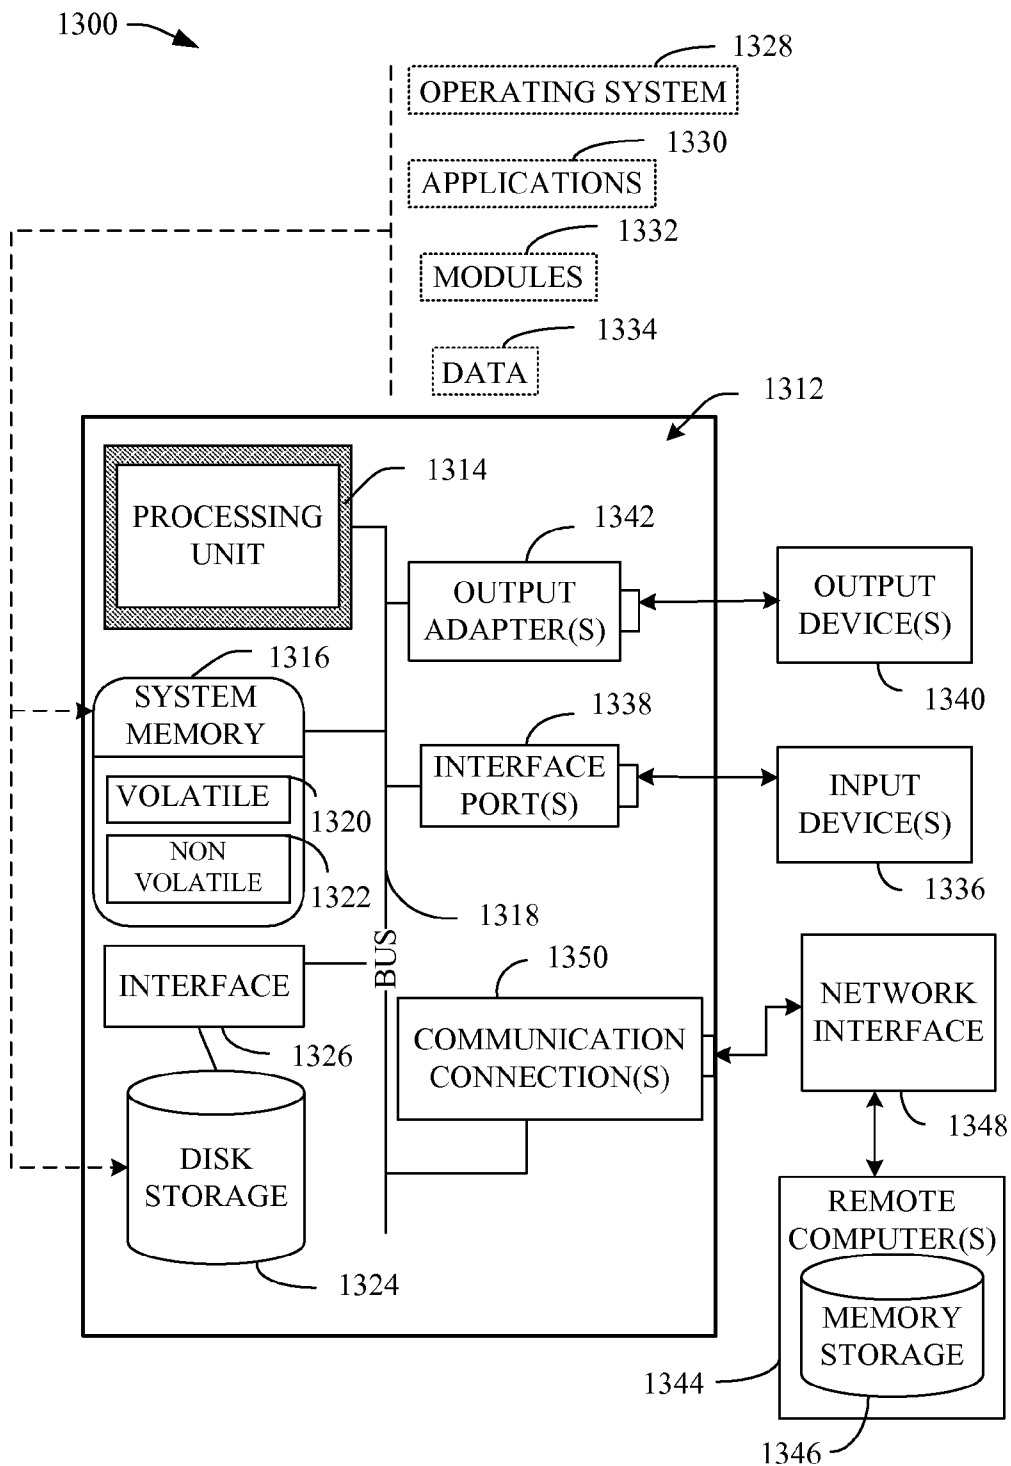 1300
1328
OPERATING SYSTEM
1330
APPLICATIONS
1332
MODULES
1334
DATA
1312
1314
PROCESSING
UNIT
1342
OUTPUT
ADAPTER(S)
OUTPUT
DEVICE(S)
1340
1316
SYSTEM
MEMORY
1338
INTERFACE
PORT(S)
INPUT
DEVICE(S)
1336
VOLATILE
1320
NON
VOLATILE
1322
1318
BUS
1350
INTERFACE
1326
COMMUNICATION
CONNECTION(S)
NETWORK
INTERFACE
1348
DISK
STORAGE
1324
REMOTE
COMPUTER(S)
MEMORY
STORAGE
1344
1346